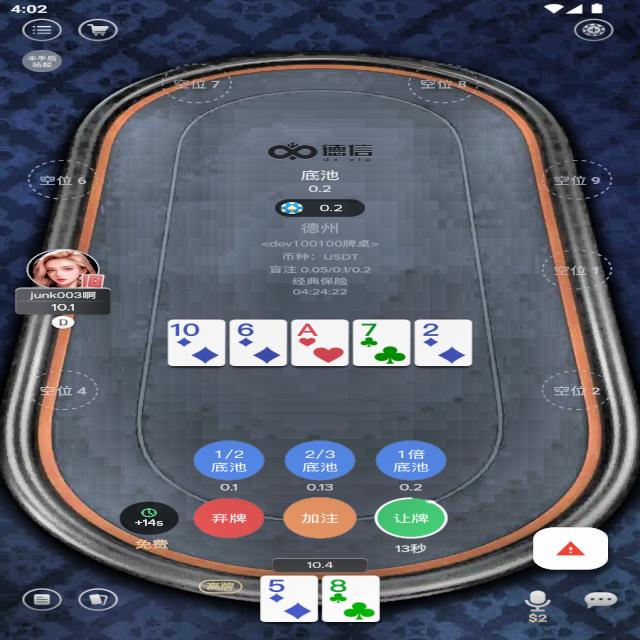 4:02
本手后
站起
空位 7
空位 8
德信
dx.vip
底池
0.2
0.2
空位 6
空位 9
德州
<dev100100牌桌>
币种：USDT
盲注 0.05/0.1/0.2
经典保险
04:24:22
空位 1
junk003啊
10.1
D
10
6
A
7
2
空位 4
空位 2
1/2
底池
2/3
底池
1倍
底池
0.1
0.13
0.2
+14s
弃牌
加注
让牌
免费
13秒
10.4
高牌
5
8
$2